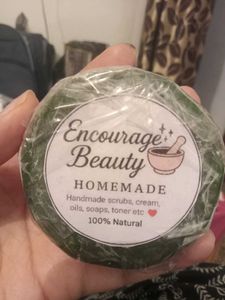 Encourage
Beauty
HOMEMADE
Handmade scrubs, cream,
oils, soaps, toner etc ❤️
100% Natural